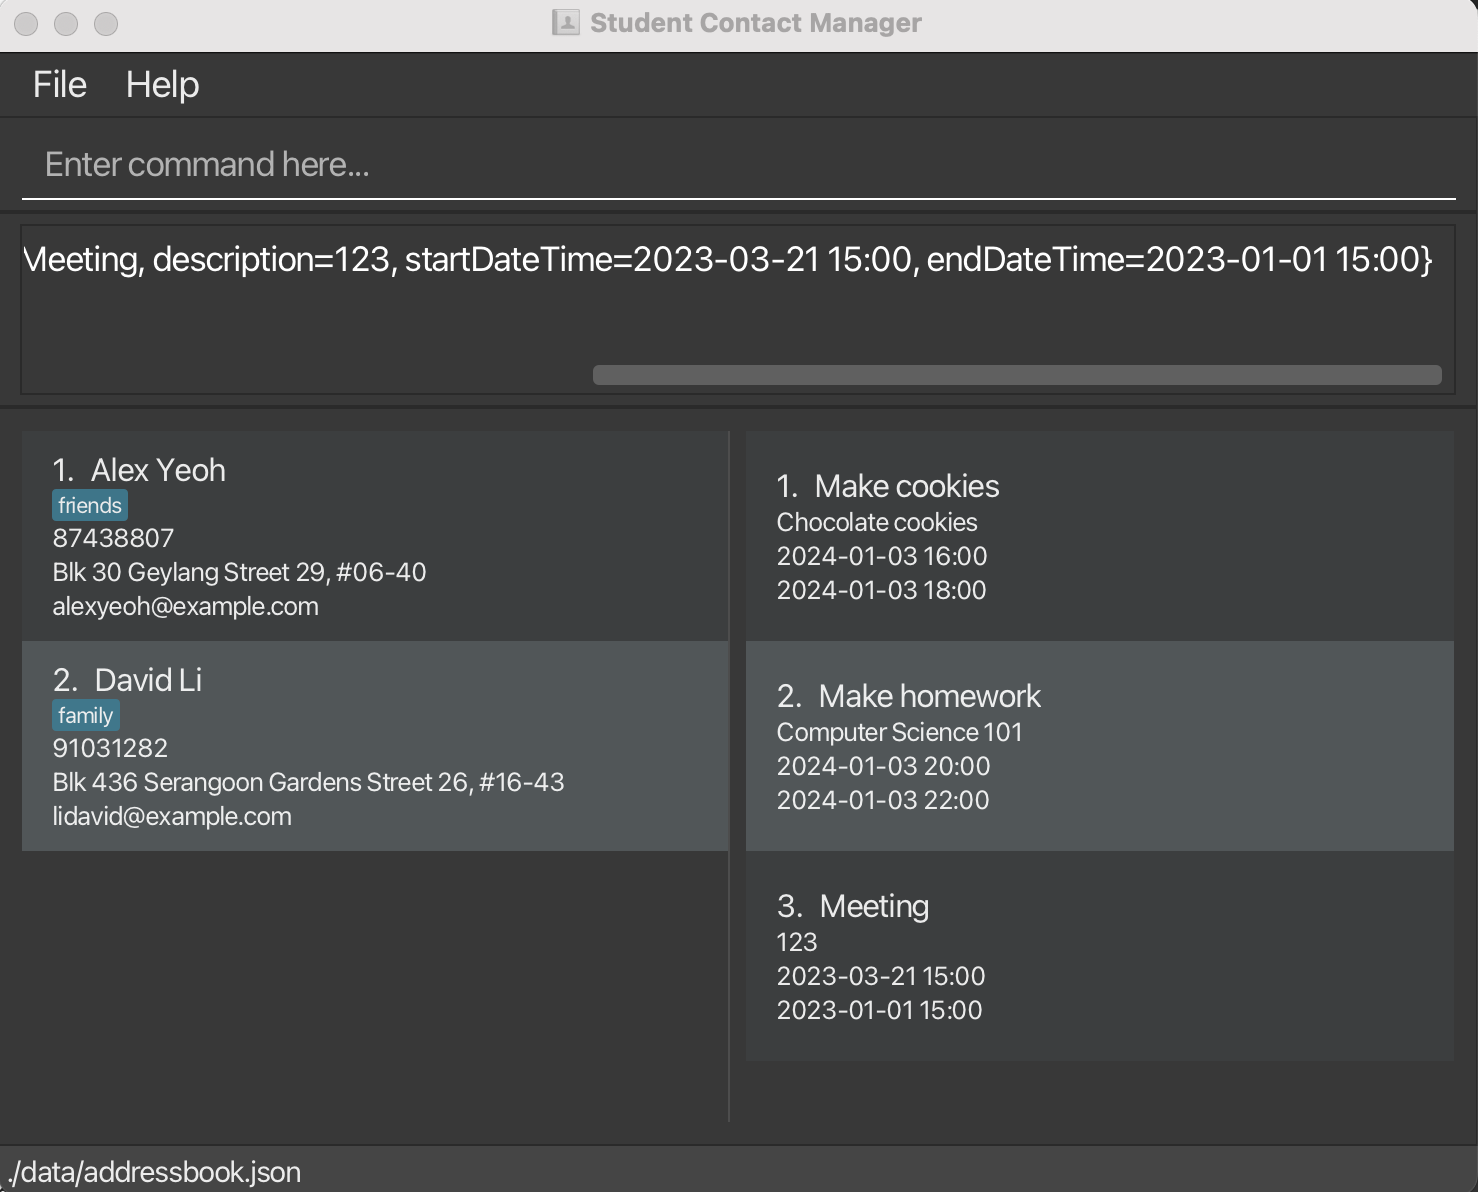 Student Contact Manager
File Help
Enter command here...
Meeting, description=123, startDateTime=2023-03-21 15:00, endDateTime=2023-01-01 15:00}
1. Alex Yeoh
friends
87438807
Blk 30 Geylang Street 29, #06-40
alexyeoh@example.com
2. David Li
family
91031282
Blk 436 Serangoon Gardens Street 26, #16-43
lidavid@example.com
1. Make cookies
Chocolate cookies
2024-01-03 16:00
2024-01-03 18:00
2. Make homework
Computer Science 101
2024-01-03 20:00
2024-01-03 22:00
3. Meeting
123
2023-03-21 15:00
2023-01-01 15:00
./data/addressbook.json